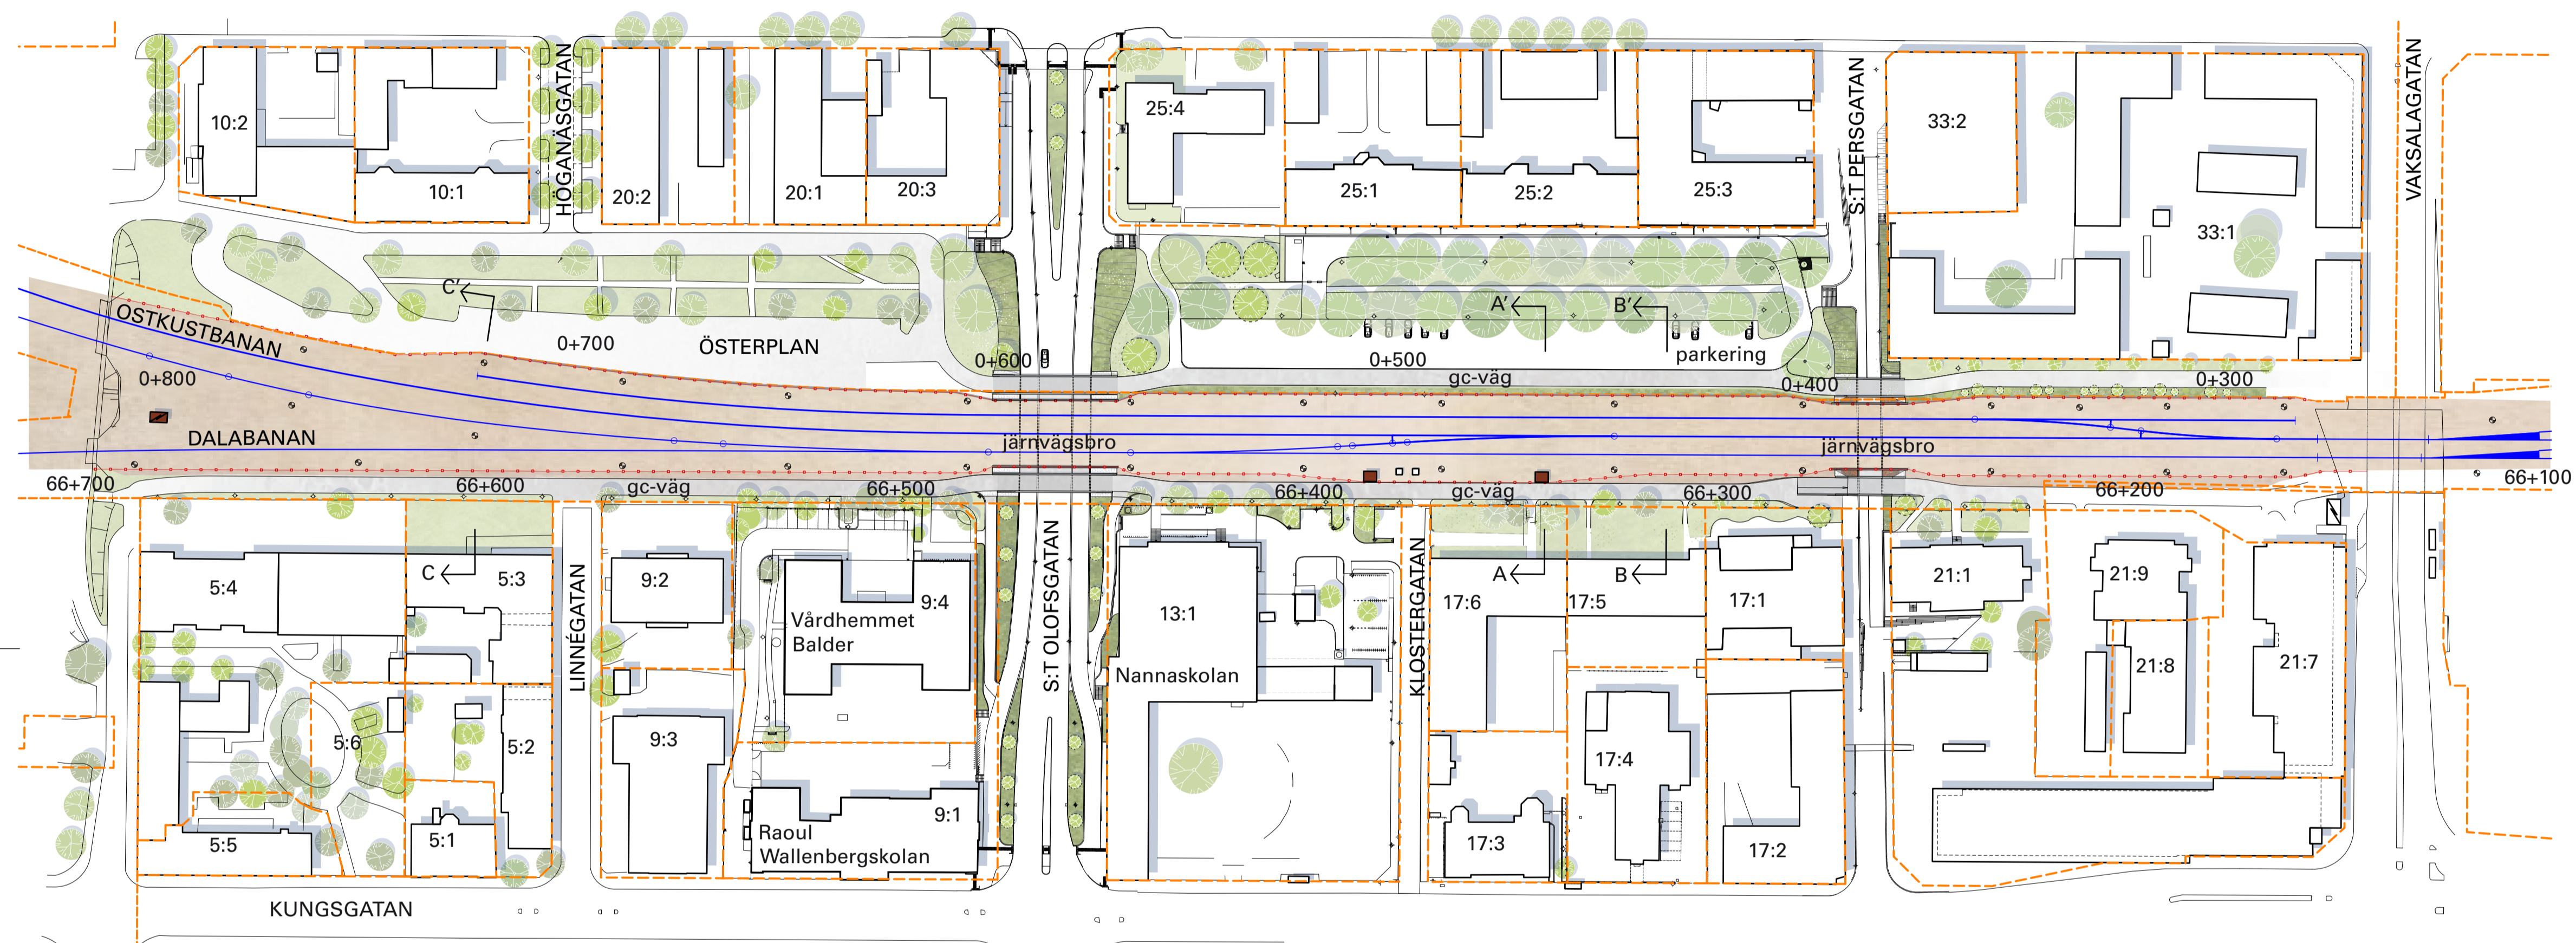 HÖGANÄSGATAN
S:T PERSGATAN
VAKSALAGATAN
10:2
10:1
20:2
20:1
20:3
25:4
25:1
25:2
25:3
33:2
33:1
C'
A'
B'
OSTKUSTBANAN
0+800
0+700
ÖSTERPLAN
0+600
0+500
parkering
gc-väg
0+400
0+300
DALABANAN
järnvägsbro
järnvägsbro
66+700
66+600
gc-väg
66+500
66+400
gc-väg
66+300
66+200
66+100
5:4
C
5:3
LINNÉGATAN
9:2
Vårdhemmet
Balder
9:4
S:T OLOFSGATAN
13:1
Nannaskolan
KLOSTERGATAN
17:6
A
17:5
B
17:1
21:1
21:9
21:8
21:7
5:6
5:2
9:3
17:4
5:5
5:1
Raoul
Wallenbergskolan
9:1
17:3
17:2
KUNGSGATAN